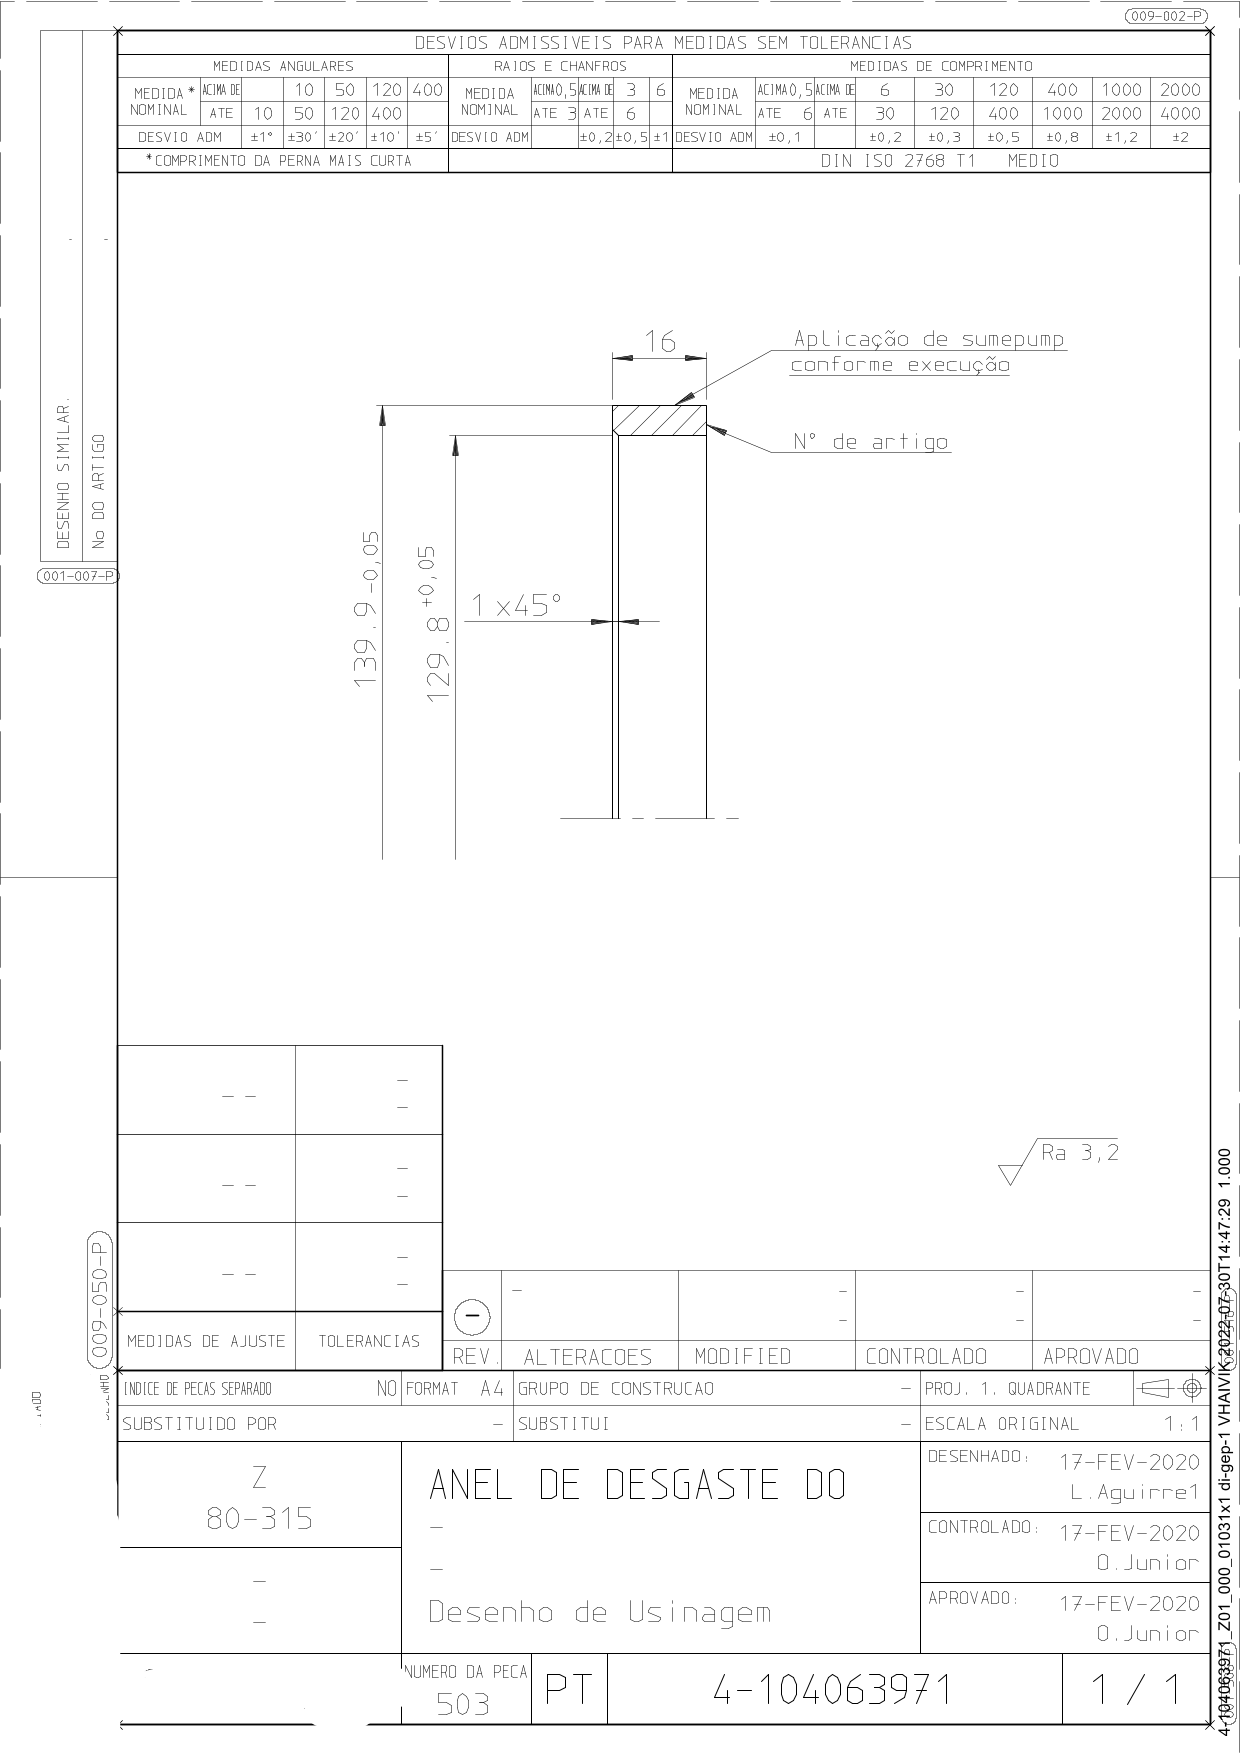 009-002-P
DESVIOS ADMISSIVEIS PARA MEDIDAS SEM TOLERANCIAS
MEDIDAS ANGULARES RAIOS E CHANFROS MEDIDAS DE COMPRIMENTO
MEDIDA * NOMINAL ACIMA DE 10 50 120 400 MEDIDA NOMINAL ACIMA 0,5 ACIMA DE 3 6 MEDIDA NOMINAL ACIMA 0,5 ACIMA DE 6 30 120 400 1000 2000
ATE 10 50 120 400 ATE 3 ATE 6 ATE 6 ATE 30 120 400 1000 2000 4000
DESVIO ADM ±1° ±30´ ±20´ ±10´ ±5´ DESVIO ADM ±0,2 ±0,5 ±1 DESVIO ADM ±0,1 ±0,2 ±0,3 ±0,5 ±0,8 ±1,2 ±2
*COMPRIMENTO DA PERNA MAIS CURTA DIN ISO 2768 T1 MEDIO
DESENHO SIMILAR.
-
No DO ARTIGO
-
001-007-P
16
Aplicação de sumepump
conforme execução
N° de artigo
139.9 -0,05
129.8 +0,05
1 x45°
Ra 3,2
- - -
-
- - -
-
- - -
-
MEDIDAS DE AJUSTE TOLERANCIAS
009-050-P
- - - - -
- - -
REV. ALTERACOES MODIFIED CONTROLADO APROVADO
INDICE DE PECAS SEPARADO NO FORMAT A4 GRUPO DE CONSTRUCAO - PROJ. 1. QUADRANTE
SUBSTITUIDO POR - SUBSTITUI - ESCALA ORIGINAL 1:1
Z
80-315
-
-
ANEL DE DESGASTE DO
-
-
Desenho de Usinagem
DESENHADO: 17-FEV-2020
L.Aguirre1
CONTROLADO: 17-FEV-2020
O.Junior
APROVADO: 17-FEV-2020
O.Junior
NUMERO DA PECA
503
PT
4-104063971
1 / 1
4-104063971_Z01_000_01031x1 di-gep-1 VHAIVIK 2022-07-30T14:47:29 1.000